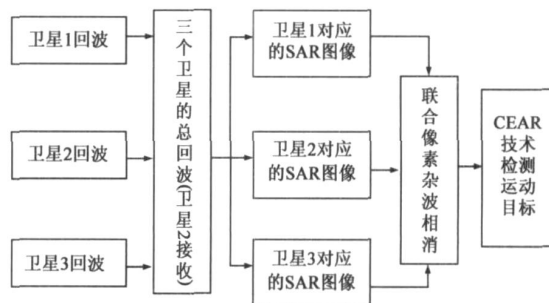 卫星1回波
卫星2回波
卫星3回波
三个卫星的总回波(卫星2接收)
卫星1对应
的SAR图像
卫星2对应
的SAR图像
卫星3对应
的SAR图像
联合像素杂波相消
CEAR
技术
检测
运动
目标